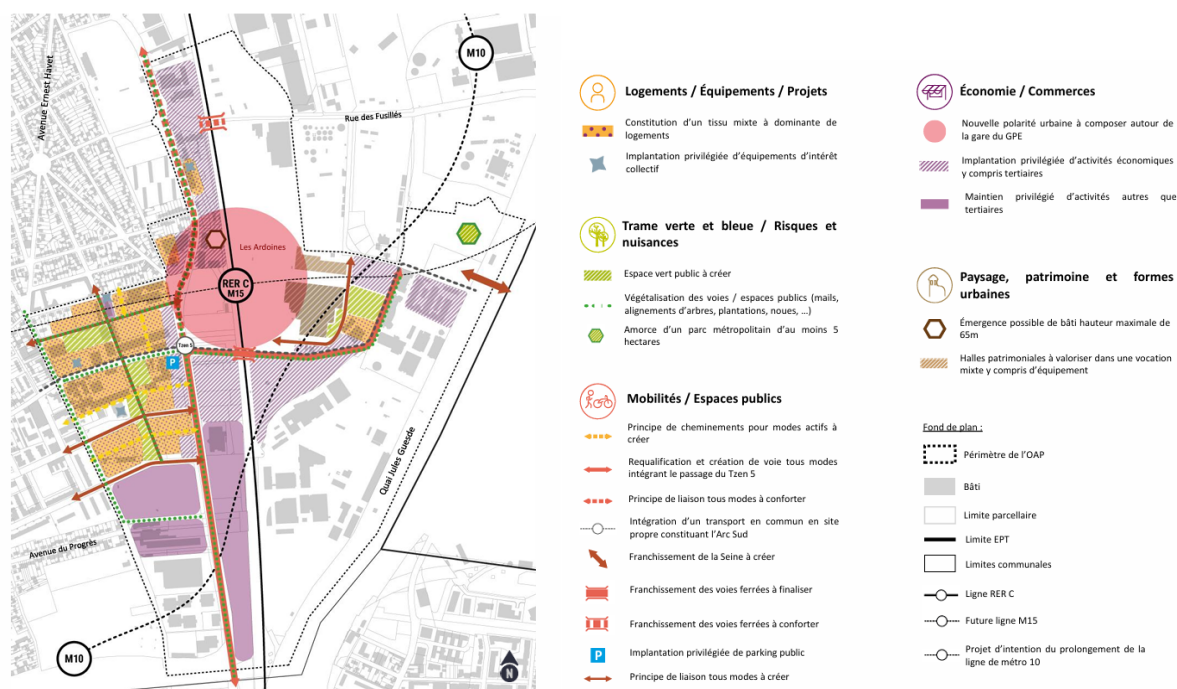 Avenue Ernest Havet
M10
Rue des Fusillés
Les Ardoines
RER C
M15
Tzen 5
P
Quai Jules Guesde
Avenue du Progrès
M10
N
Logements / Équipements / Projets
Constitution d'un tissu mixte à dominante de
logements
Implantation privilégiée d'équipements d'intérêt
collectif
Trame verte et bleue / Risques et
nuisances
Espace vert public à créer
Végétalisation des voies / espaces publics (mails,
alignements d'arbres, plantations, noues, ...)
Amorce d'un parc métropolitain d'au moins 5
hectares
Mobilités / Espaces publics
Principe de cheminements pour modes actifs à
créer
Requalification et création de voie tous modes
intégrant le passage du Tzen 5
Principe de liaison tous modes à conforter
Intégration d'un transport en commun en site
propre constituant l'Arc Sud
Franchissement de la Seine à créer
Franchissement des voies ferrées à finaliser
Franchissement des voies ferrées à conforter
P
Implantation privilégiée de parking public
Principe de liaison tous modes à créer
Économie / Commerces
Nouvelle polarité urbaine à composer autour de
la gare du GPE
Implantation privilégiée d'activités économiques
y compris tertiaires
Maintien privilégié d'activités autres que
tertiaires
Paysage, patrimoine et formes
urbaines
Émergence possible de bâti hauteur maximale de
65m
Halles patrimoniales à valoriser dans une vocation
mixte y compris d'équipement
Fond de plan :
Périmètre de l'OAP
Bâti
Limite parcellaire
Limite EPT
Limites communales
Ligne RER C
Future ligne M15
Projet d'intention du prolongement de la
ligne de métro 10